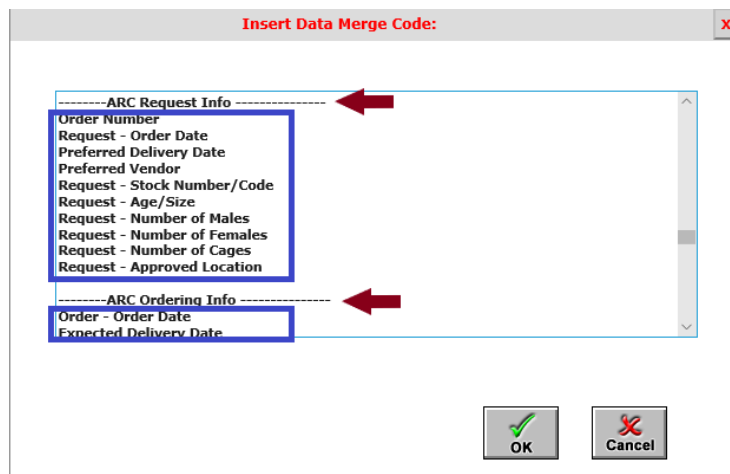 Insert Data Merge Code:
x
--------ARC Request Info ---------------
Order Number
Request - Order Date
Preferred Delivery Date
Preferred Vendor
Request - Stock Number/Code
Request - Age/Size
Request - Number of Males
Request - Number of Females
Request - Number of Cages
Request - Approved Location
--------ARC Ordering Info ---------------
Order - Order Date
Expected Delivery Date
OK
Cancel